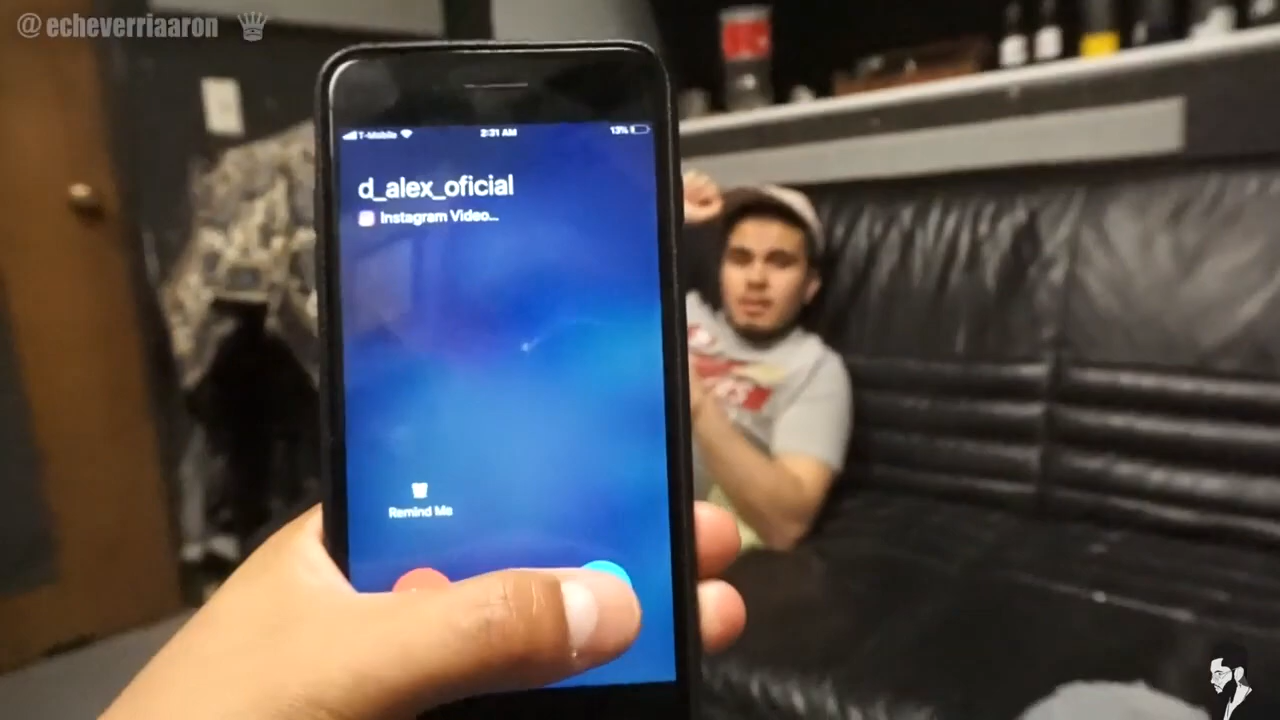 @echeverriaaron
T-Mobile
2:31 AM
13%
d_alex_oficial
Instagram Video...
Remind Me